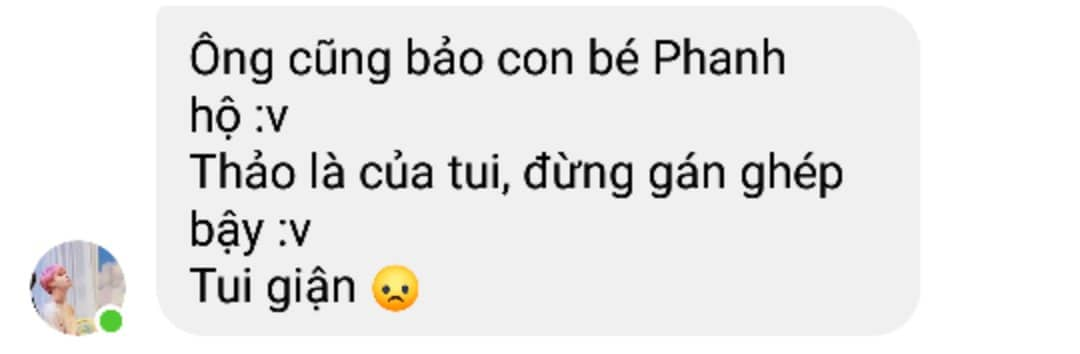 Ông cũng bảo con bé Phanh
hộ :v
Thảo là của tui, đừng gán ghép
bậy :v
Tui giận 😞